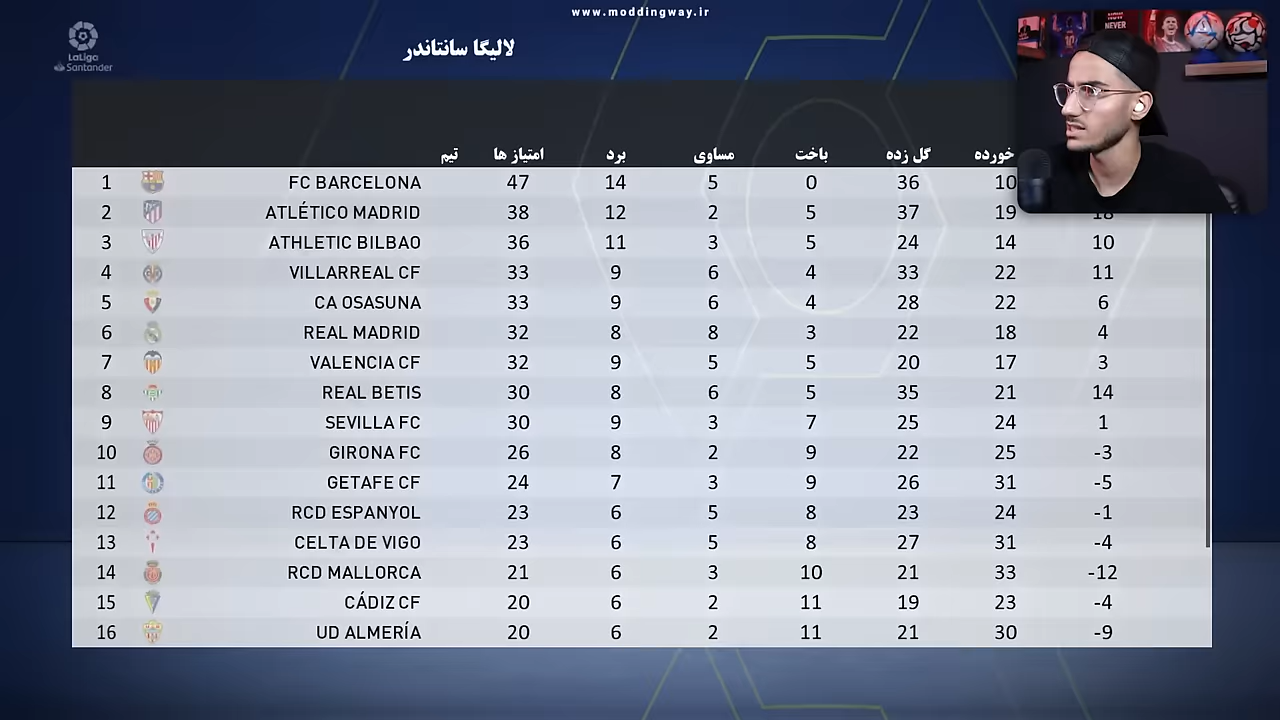 www.moddingway.ir
LaLiga
Santander
لالیگا سانتاندر
NEVER
تیم امتیاز ها برد مساوی باخت گل زده خورده
1 FC BARCELONA 47 14 5 0 36 10
2 ATLÉTICO MADRID 38 12 2 5 37 19 18
3 ATHLETIC BILBAO 36 11 3 5 24 14 10
4 VILLARREAL CF 33 9 6 4 33 22 11
5 CA OSASUNA 33 9 6 4 28 22 6
6 REAL MADRID 32 8 8 3 22 18 4
7 VALENCIA CF 32 9 5 5 20 17 3
8 REAL BETIS 30 8 6 5 35 21 14
9 SEVILLA FC 30 9 3 7 25 24 1
10 GIRONA FC 26 8 2 9 22 25 -3
11 GETAFE CF 24 7 3 9 26 31 -5
12 RCD ESPANYOL 23 6 5 8 23 24 -1
13 CELTA DE VIGO 23 6 5 8 27 31 -4
14 RCD MALLORCA 21 6 3 10 21 33 -12
15 CÁDIZ CF 20 6 2 11 19 23 -4
16 UD ALMERÍA 20 6 2 11 21 30 -9